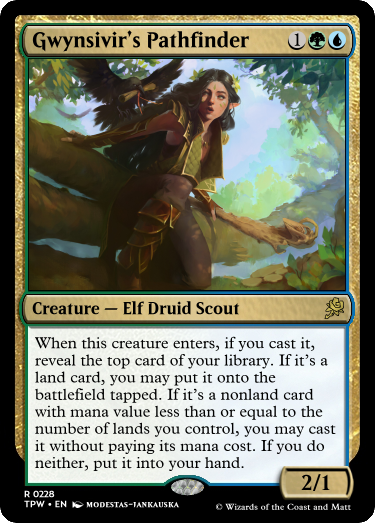 Gwynsivir's Pathfinder 1
Creature — Elf Druid Scout
When this creature enters, if you cast it,
reveal the top card of your library. If it's a
land card, you may put it onto the
battlefield tapped. If it's a nonland card
with mana value less than or equal to the
number of lands you control, you may cast
it without paying its mana cost. If you do
neither, put it into your hand.
2/1
R 0228
TPW • EN MODESTAS-JANKAUSKA
© Wizards of the Coast and Matt